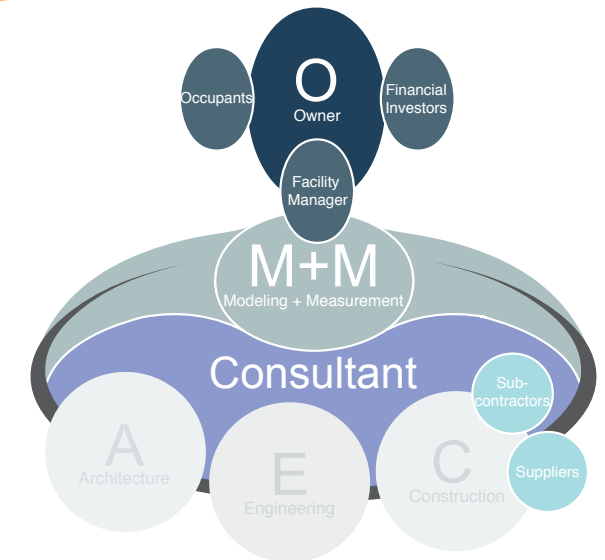 O
Owner
Occupants
Financial
Investors
Facility
Manager
M+M
Modeling + Measurement
Consultant
Sub-
contractors
A
Architecture
E
Engineering
C
Construction
Suppliers